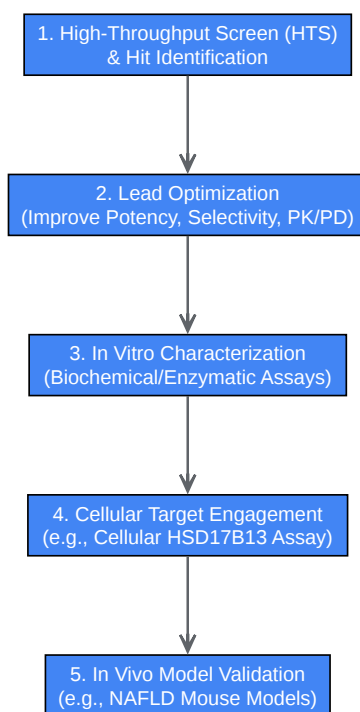 1. High-Throughput Screen (HTS)
& Hit Identification
2. Lead Optimization
(Improve Potency, Selectivity, PK/PD)
3. In Vitro Characterization
(Biochemical/Enzymatic Assays)
4. Cellular Target Engagement
(e.g., Cellular HSD17B13 Assay)
5. In Vivo Model Validation
(e.g., NAFLD Mouse Models)